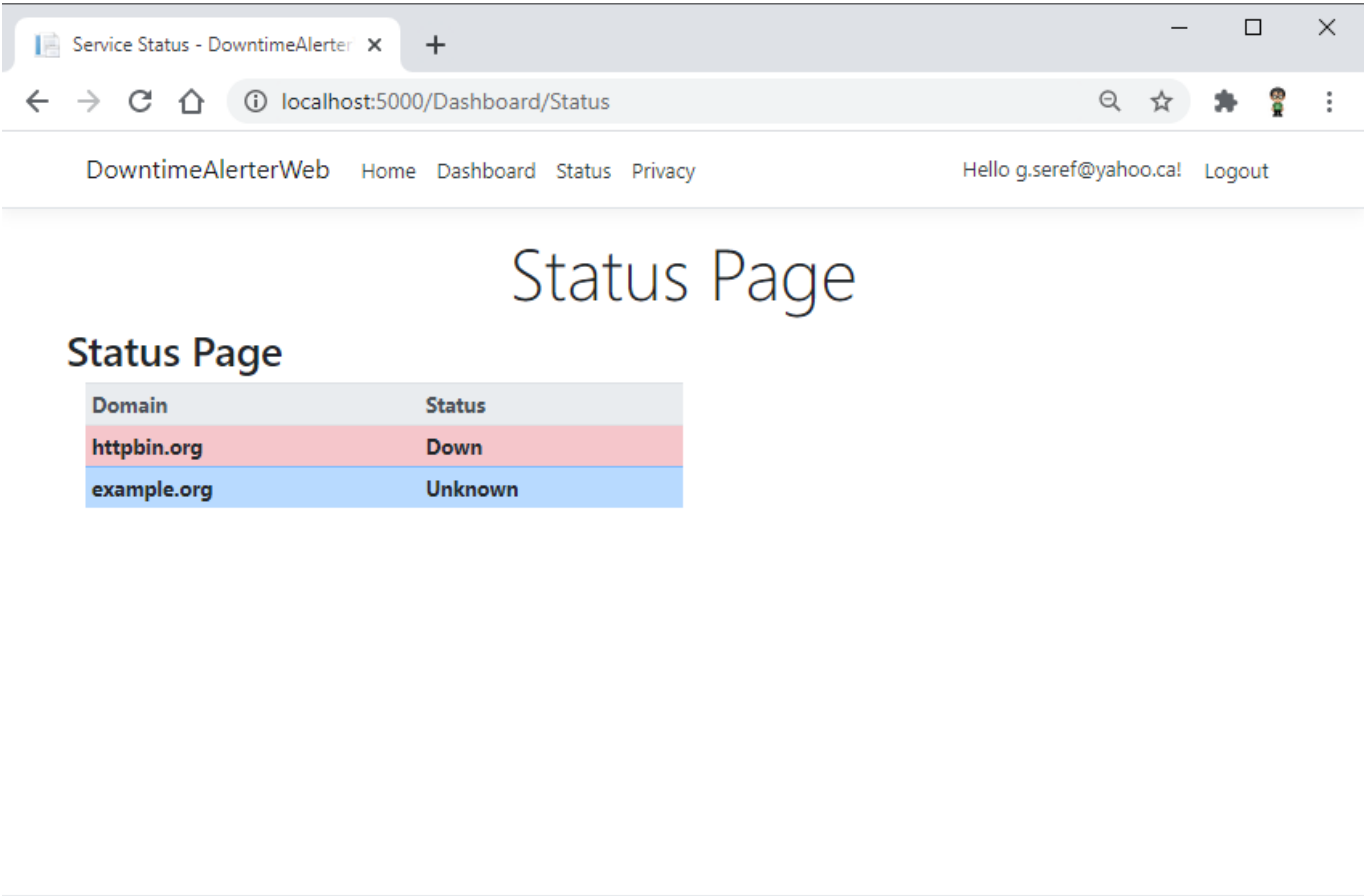 Service Status - DowntimeAlerter
localhost:5000/Dashboard/Status
DowntimeAlerterWeb Home Dashboard Status Privacy Hello g.seref@yahoo.ca! Logout
Status Page
Status Page
Domain Status
httpbin.org Down
example.org Unknown